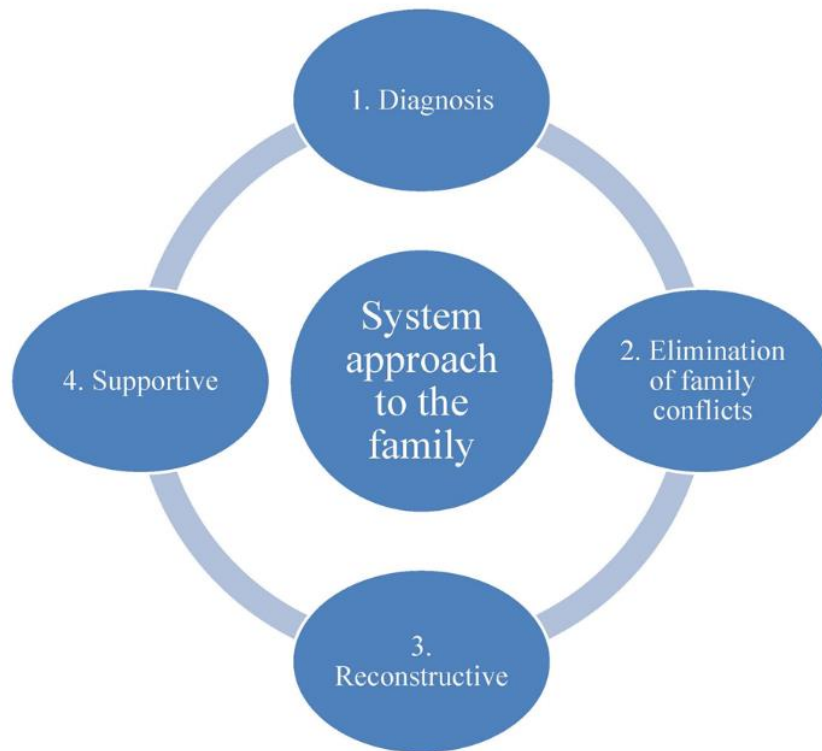 1. Diagnosis
2. Elimination
of family
conflicts
3.
Reconstructive
4. Supportive
System
approach
to the
family